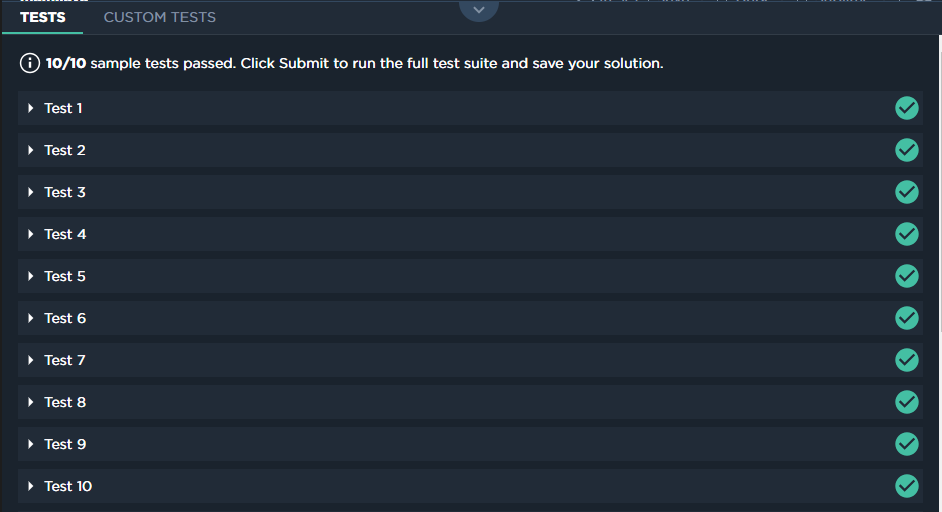 TESTS CUSTOM TESTS
10/10 sample tests passed. Click Submit to run the full test suite and save your solution.
Test 1
Test 2
Test 3
Test 4
Test 5
Test 6
Test 7
Test 8
Test 9
Test 10